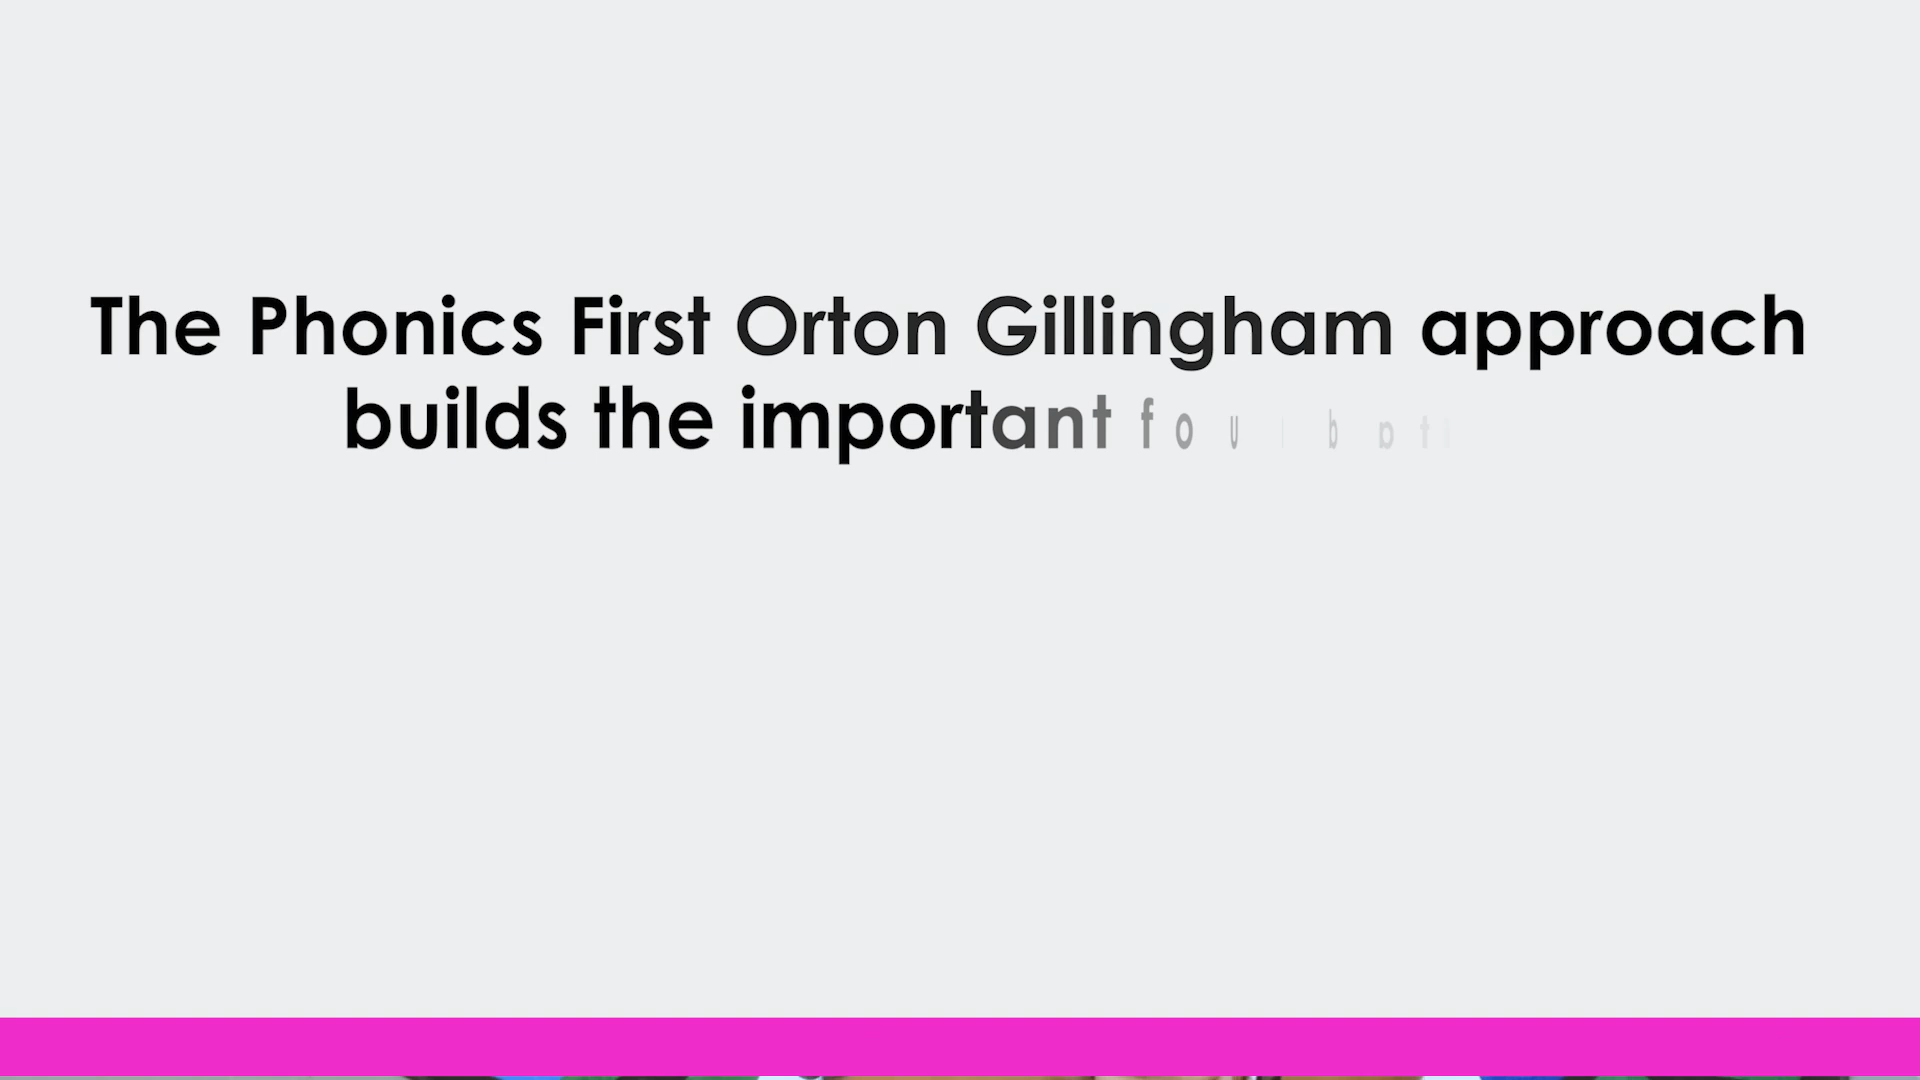 The Phonics First Orton Gillingham approach
builds the important